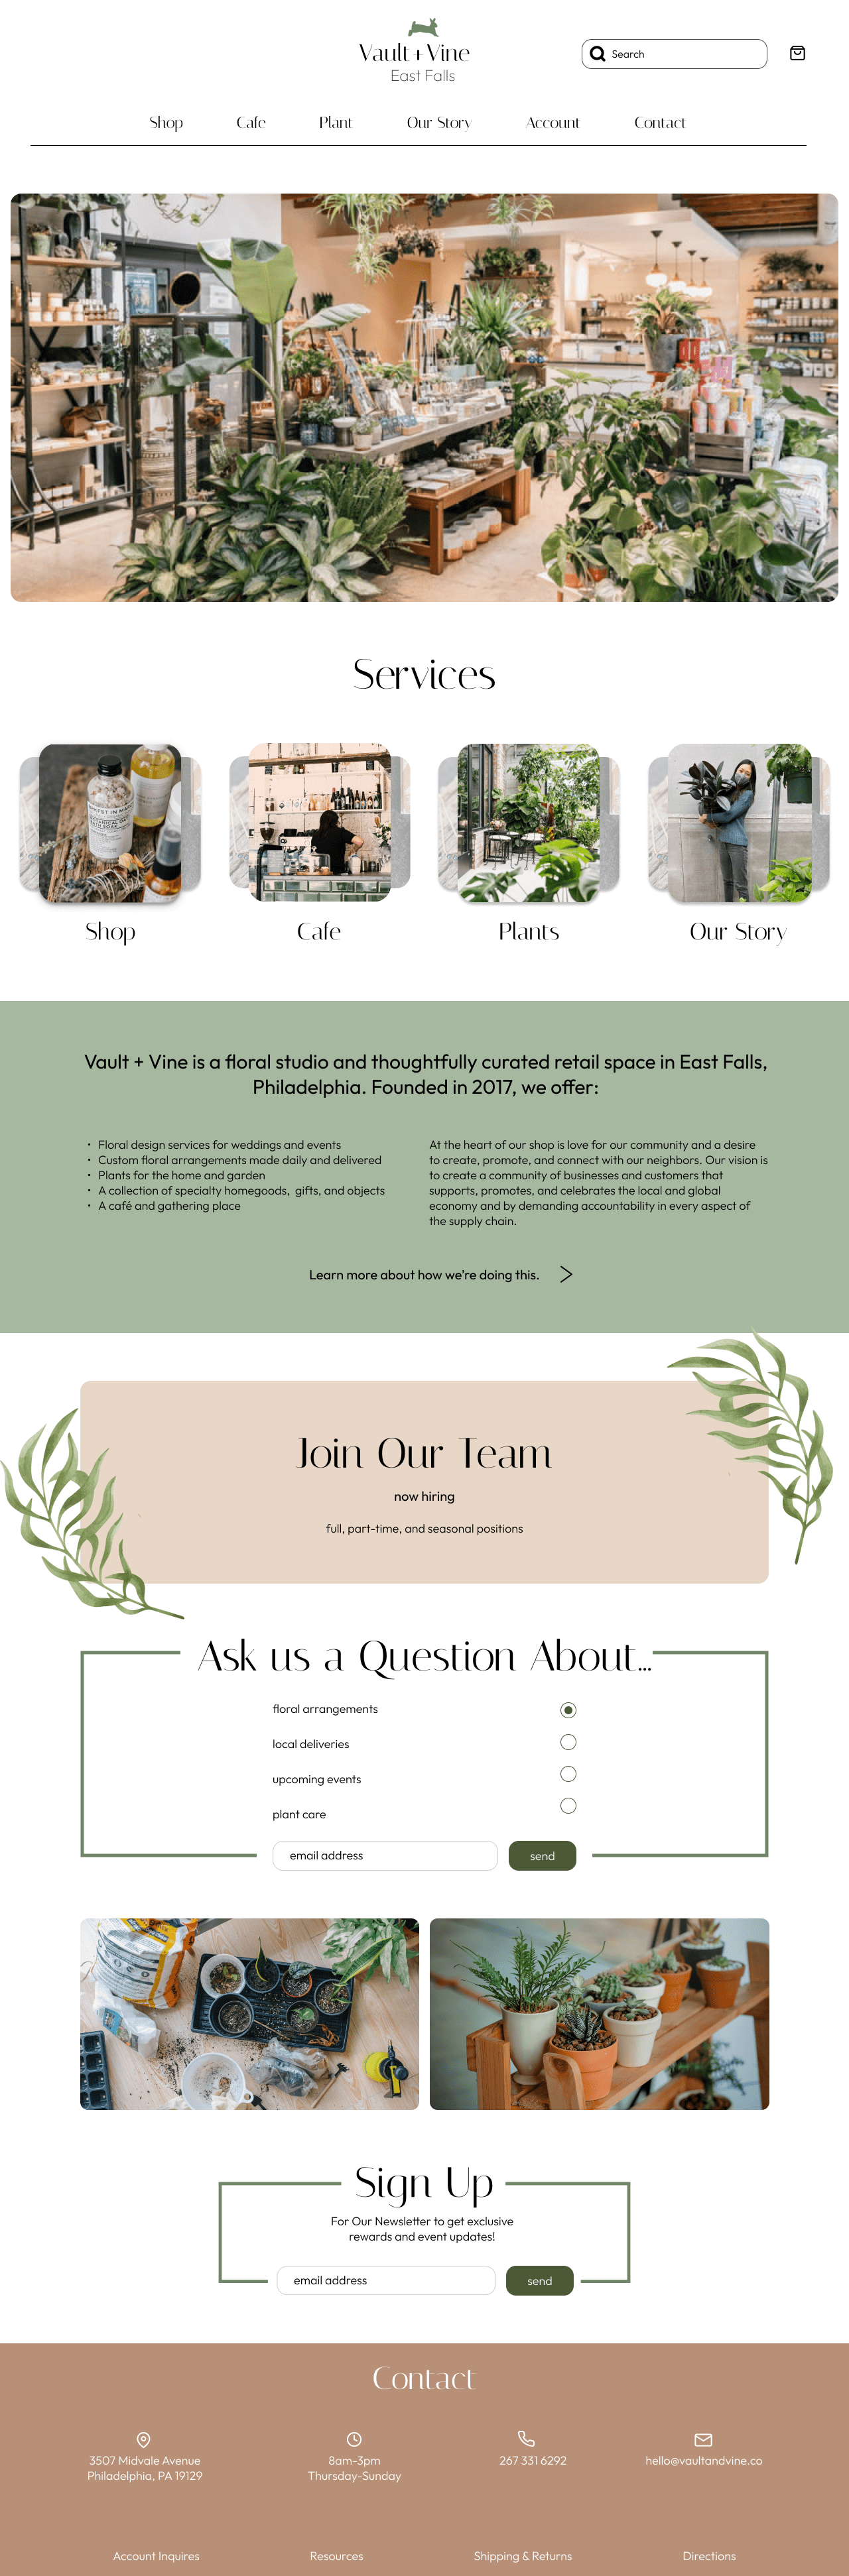 Vault + Vine
East Falls
Search
Shop
Cafe
Plant
Our Story
Account
Contact
Services
Shop
Cafe
Plants
Our Story
Vault + Vine is a floral studio and thoughtfully curated retail space in East Falls,
Philadelphia. Founded in 2017, we offer:
• Floral design services for weddings and events
• Custom floral arrangements made daily and delivered
• Plants for the home and garden
• A collection of specialty homegoods, gifts, and objects
• A café and gathering place
At the heart of our shop is love for our community and a desire
to create, promote, and connect with our neighbors. Our vision is
to create a community of businesses and customers that
supports, promotes, and celebrates the local and global
economy and by demanding accountability in every aspect of
the supply chain.
Learn more about how we're doing this.
Join Our Team
now hiring
full, part-time, and seasonal positions
Ask us a Question About...
floral arrangements
local deliveries
upcoming events
plant care
email address
send
Sign Up
For Our Newsletter to get exclusive
rewards and event updates!
email address
send
Contact
3507 Midvale Avenue
Philadelphia, PA 19129
8am-3pm
Thursday-Sunday
267 331 6292
hello@vaultandvine.co
Account Inquires
Resources
Shipping & Returns
Directions